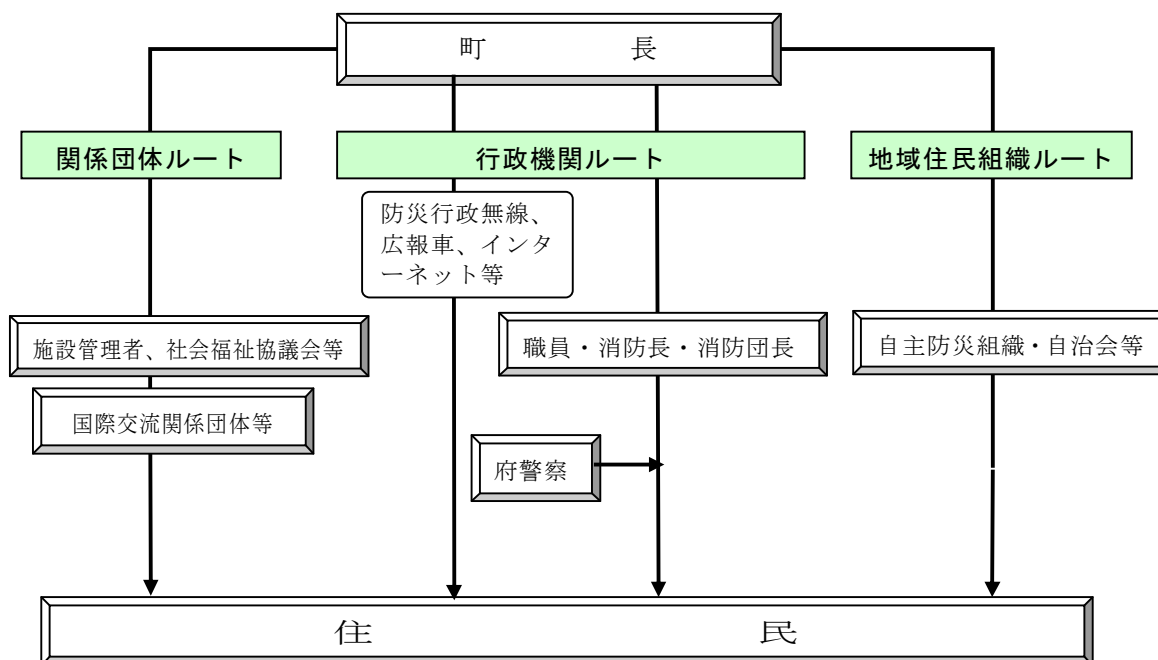 町 長
関係団体ルート
行政機関ルート
地域住民組織ルート
防災行政無線、
広報車、インタ
ーネット等
施設管理者、社会福祉協議会等
職員・消防長・消防団長
自主防災組織・自治会等
国際交流関係団体等
府警察
住 民